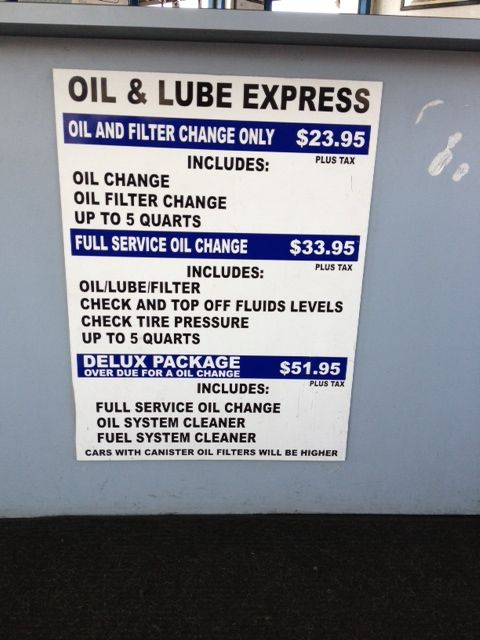 OIL & LUBE EXPRESS
OIL AND FILTER CHANGE ONLY $23.95
INCLUDES: PLUS TAX
OIL CHANGE
OIL FILTER CHANGE
UP TO 5 QUARTS
FULL SERVICE OIL CHANGE $33.95
INCLUDES: PLUS TAX
OIL/LUBE/FILTER
CHECK AND TOP OFF FLUIDS LEVELS
CHECK TIRE PRESSURE
UP TO 5 QUARTS
DELUX PACKAGE $51.95
OVER DUE FOR A OIL CHANGE
INCLUDES: PLUS TAX
FULL SERVICE OIL CHANGE
OIL SYSTEM CLEANER
FUEL SYSTEM CLEANER
CARS WITH CANISTER OIL FILTERS WILL BE HIGHER